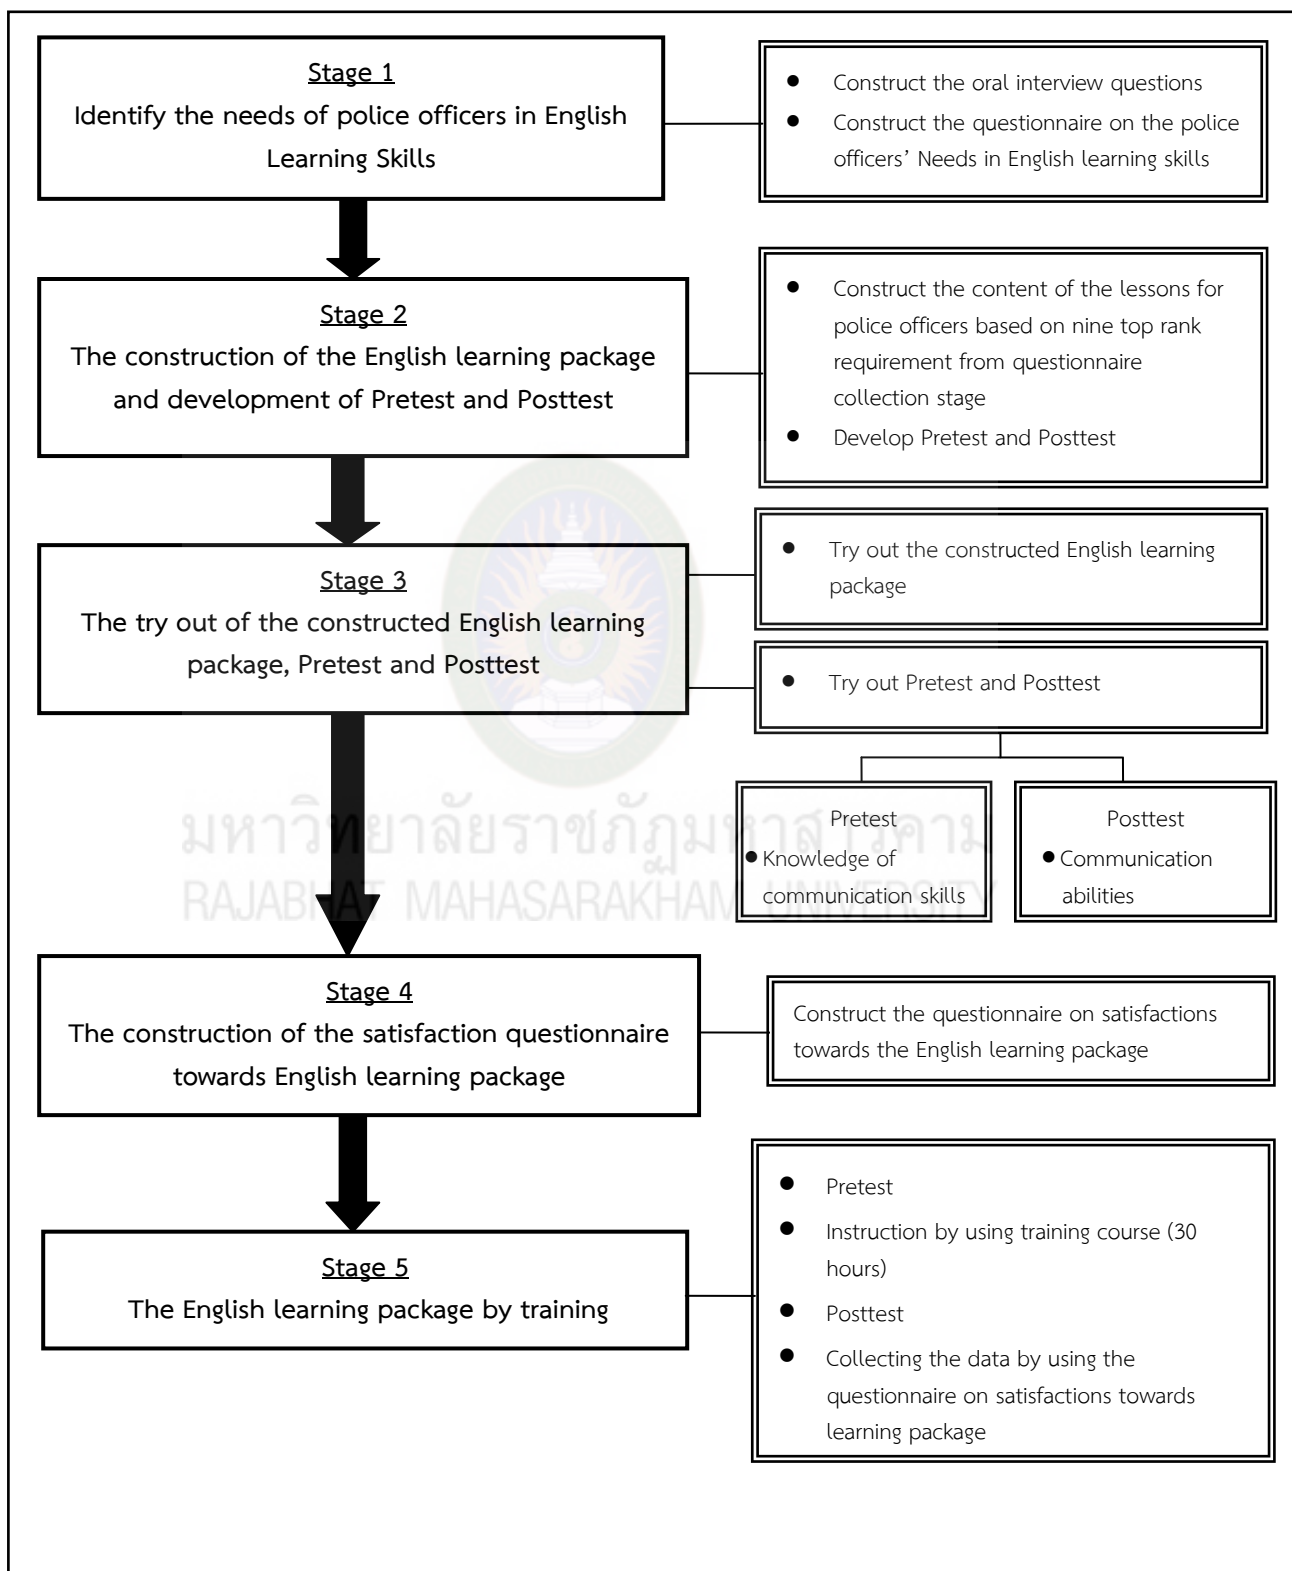 Stage 1
Identify the needs of police officers in English
Learning Skills
● Construct the oral interview questions
● Construct the questionnaire on the police
officers’ Needs in English learning skills
Stage 2
The construction of the English learning package
and development of Pretest and Posttest
● Construct the content of the lessons for
police officers based on nine top rank
requirement from questionnaire
collection stage
● Develop Pretest and Posttest
Stage 3
The try out of the constructed English learning
package, Pretest and Posttest
● Try out the constructed English learning
package
● Try out Pretest and Posttest
Pretest
● Knowledge of
communication skills
Posttest
● Communication
abilities
มหาวิทยาลัยราชภัฏมหาสารคาม
RAJABHAT MAHASARAKHAM UNIVERSITY
Stage 4
The construction of the satisfaction questionnaire
towards English learning package
Construct the questionnaire on satisfactions
towards the English learning package
Stage 5
The English learning package by training
● Pretest
● Instruction by using training course (30
hours)
● Posttest
● Collecting the data by using the
questionnaire on satisfactions towards
learning package